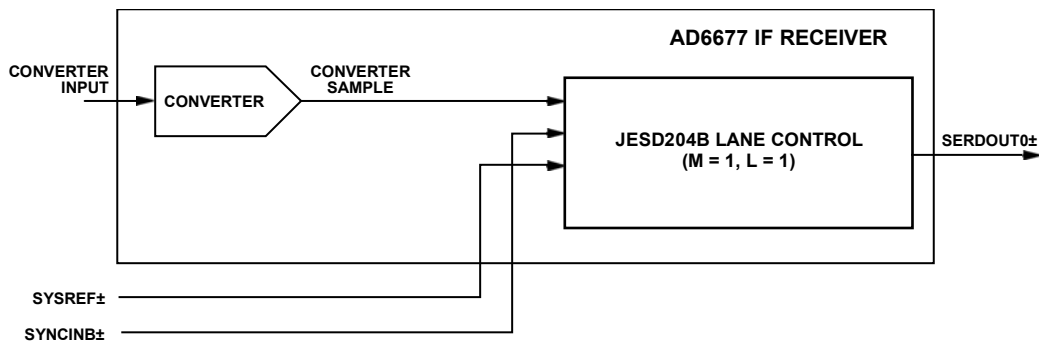 AD6677 IF RECEIVER
CONVERTER
INPUT
CONVERTER
CONVERTER
SAMPLE
JESD204B LANE CONTROL
(M = 1, L = 1)
SERDOUT0±
SYSREF±
SYNCINB±